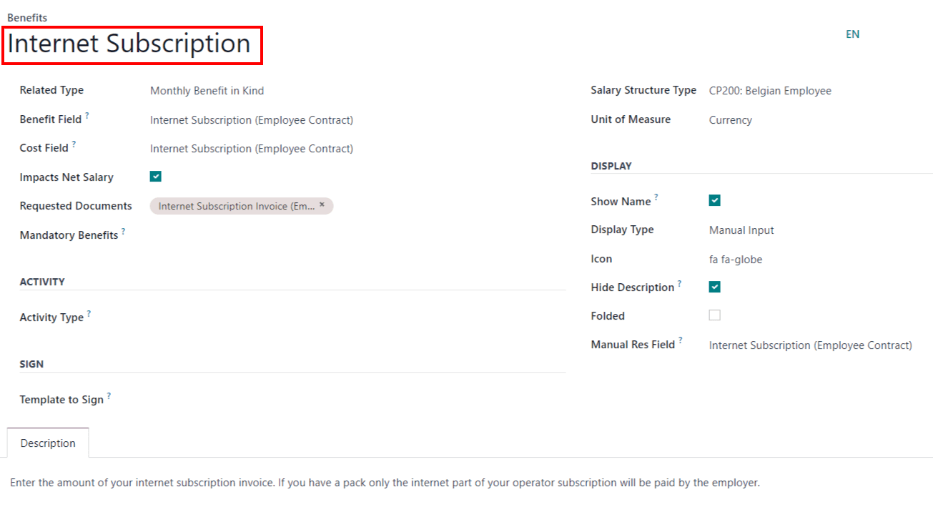 Benefits
Internet Subscription
EN
Related Type Monthly Benefit in Kind
Benefit Field ? Internet Subscription (Employee Contract)
Cost Field ? Internet Subscription (Employee Contract)
Impacts Net Salary
Requested Documents Internet Subscription Invoice (Em... ×
Mandatory Benefits ?
ACTIVITY
Activity Type ?
SIGN
Template to Sign ?
Salary Structure Type CP200: Belgian Employee
Unit of Measure Currency
DISPLAY
Show Name ?
Display Type Manual Input
Icon fa fa-globe
Hide Description ?
Folded
Manual Res Field ? Internet Subscription (Employee Contract)
Description
Enter the amount of your internet subscription invoice. If you have a pack only the internet part of your operator subscription will be paid by the employer.